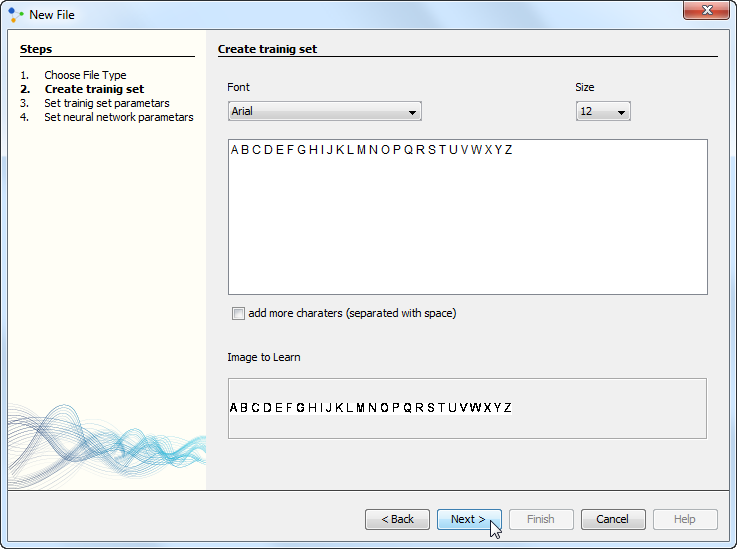 New File
Steps
1. Choose File Type
2. Create trainig set
3. Set trainig set parametars
4. Set neural network parametars
Create trainig set
Font
Size
Arial
12
A B C D E F G H I J K L M N O P Q R S T U V W X Y Z
add more charaters (separated with space)
Image to Learn
A B C D E F G H I J K L M N O P Q R S T U V W X Y Z
< Back
Next >
Finish
Cancel
Help